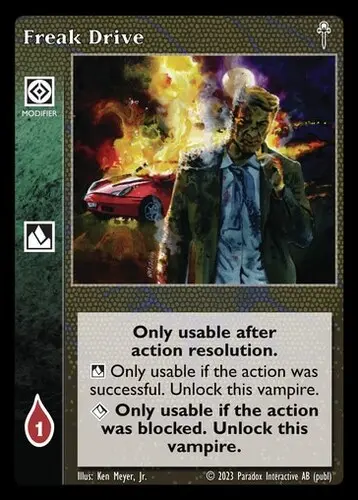 Freak Drive
MODIFIER
Only usable after
action resolution.
Only usable if the action was
successful. Unlock this vampire.
Only usable if the action
was blocked. Unlock this
vampire.
1
Illus: Ken Meyer, Jr. © 2023 Paradox Interactive AB (publ)